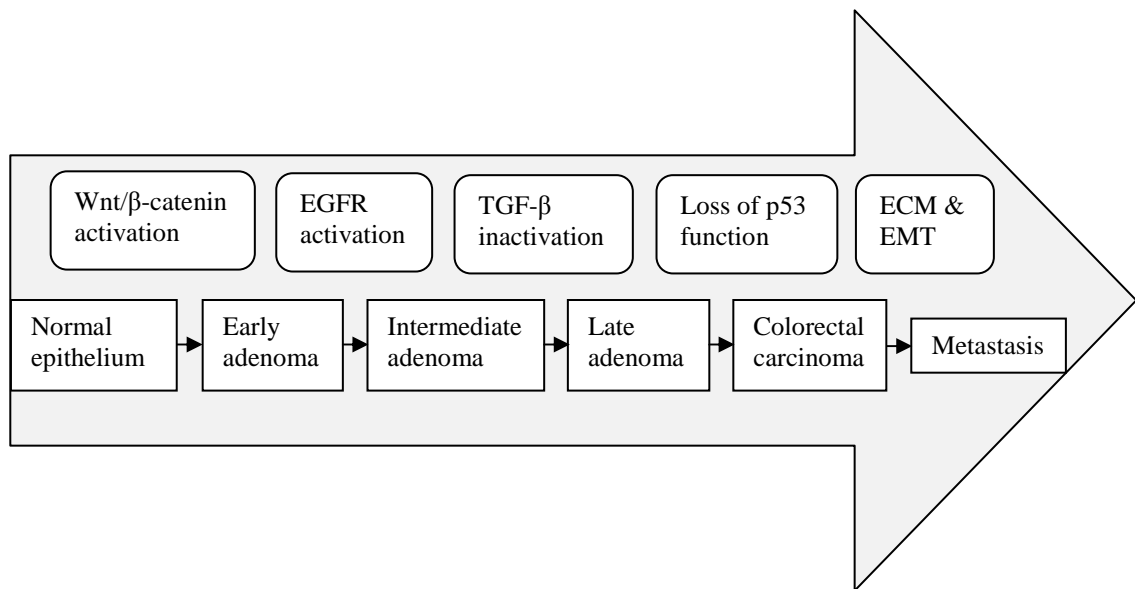 Wnt/β-catenin
activation
EGFR
activation
TGF-β
inactivation
Loss of p53
function
ECM &
EMT
Normal
epithelium
Early
adenoma
Intermediate
adenoma
Late
adenoma
Colorectal
carcinoma
Metastasis